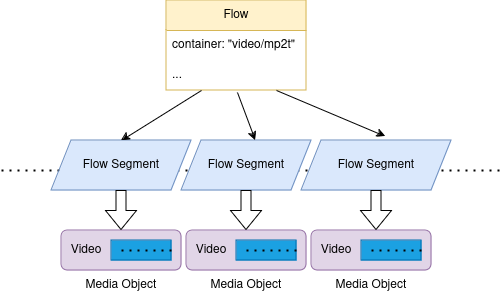 Flow
container: "video/mp2t"
...
Flow Segment
Flow Segment
Flow Segment
Video
Video
Video
Media Object
Media Object
Media Object